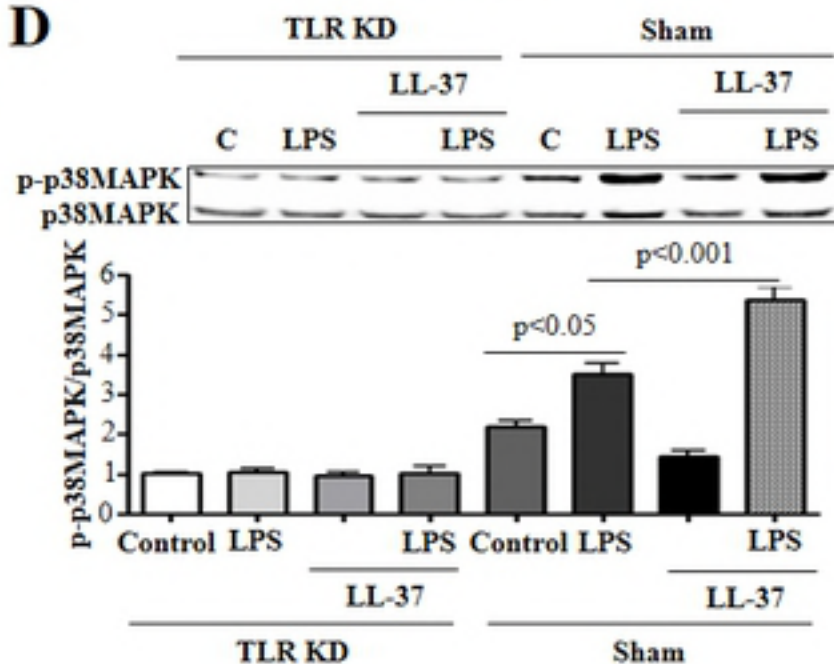 D
TLR KD Sham
LL-37 LL-37
C LPS LPS C LPS LPS
p-p38MAPK
p38MAPK
p<0.001
p<0.05
p-p38MAPK/p38MAPK
6
5
4
3
2
1
0
Control LPS LPS Control LPS LPS
LL-37 LL-37
TLR KD Sham